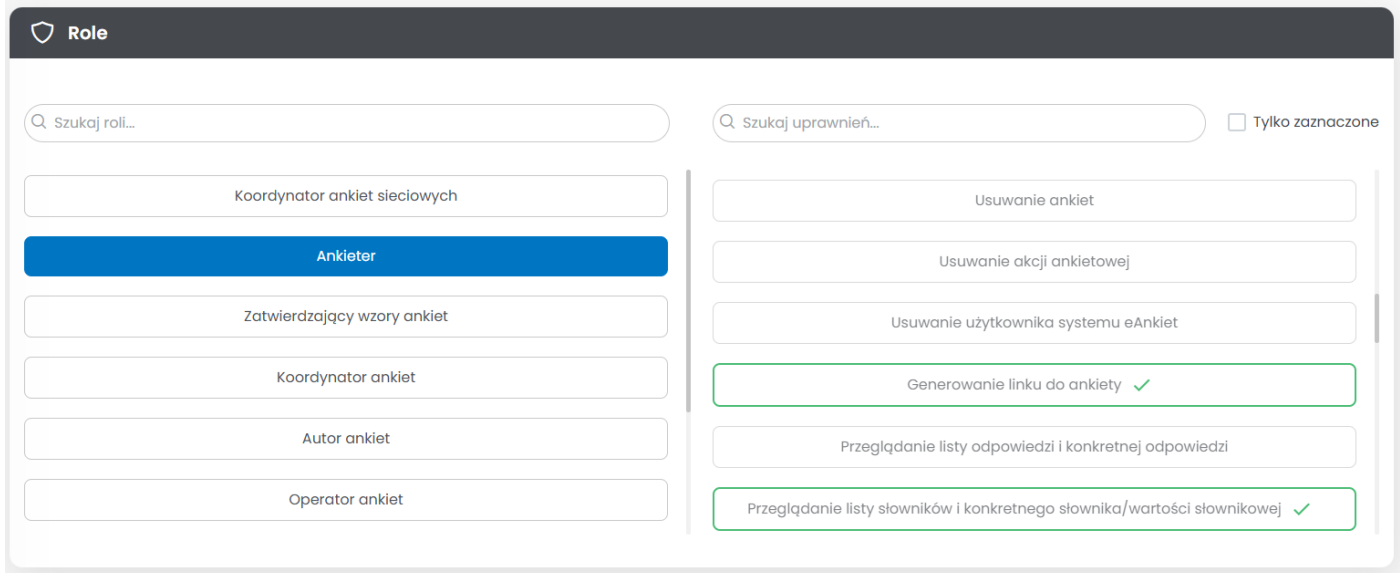 Role
Szukaj roli...
Szukaj uprawnień...
Tylko zaznaczone
Koordynator ankiet sieciowych
Ankieter
Zatwierdzający wzory ankiet
Koordynator ankiet
Autor ankiet
Operator ankiet
Usuwanie ankiet
Usuwanie akcji ankietowej
Usuwanie użytkownika systemu eAnkiet
Generowanie linku do ankiety
Przeglądanie listy odpowiedzi i konkretnej odpowiedzi
Przeglądanie listy słowników i konkretnego słownika/wartości słownikowej